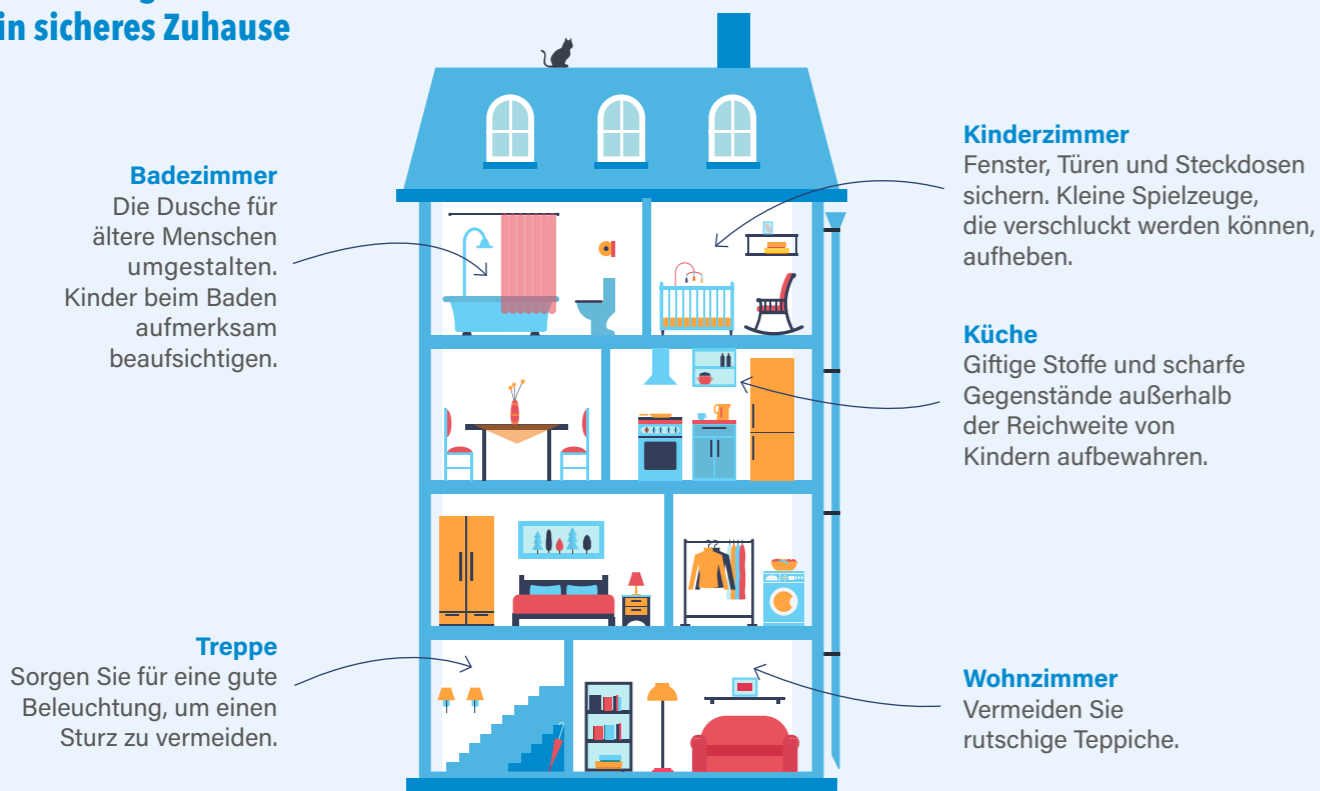 in sicheres Zuhause
Badezimmer
Die Dusche für
ältere Menschen
umgestalten.
Kinder beim Baden
aufmerksam
beaufsichtigen.
Kinderzimmer
Fenster, Türen und Steckdosen
sichern. Kleine Spielzeuge,
die verschluckt werden können,
aufheben.
Küche
Giftige Stoffe und scharfe
Gegenstände außerhalb
der Reichweite von
Kindern aufbewahren.
Treppe
Sorgen Sie für eine gute
Beleuchtung, um einen
Sturz zu vermeiden.
Wohnzimmer
Vermeiden Sie
rutschige Teppiche.